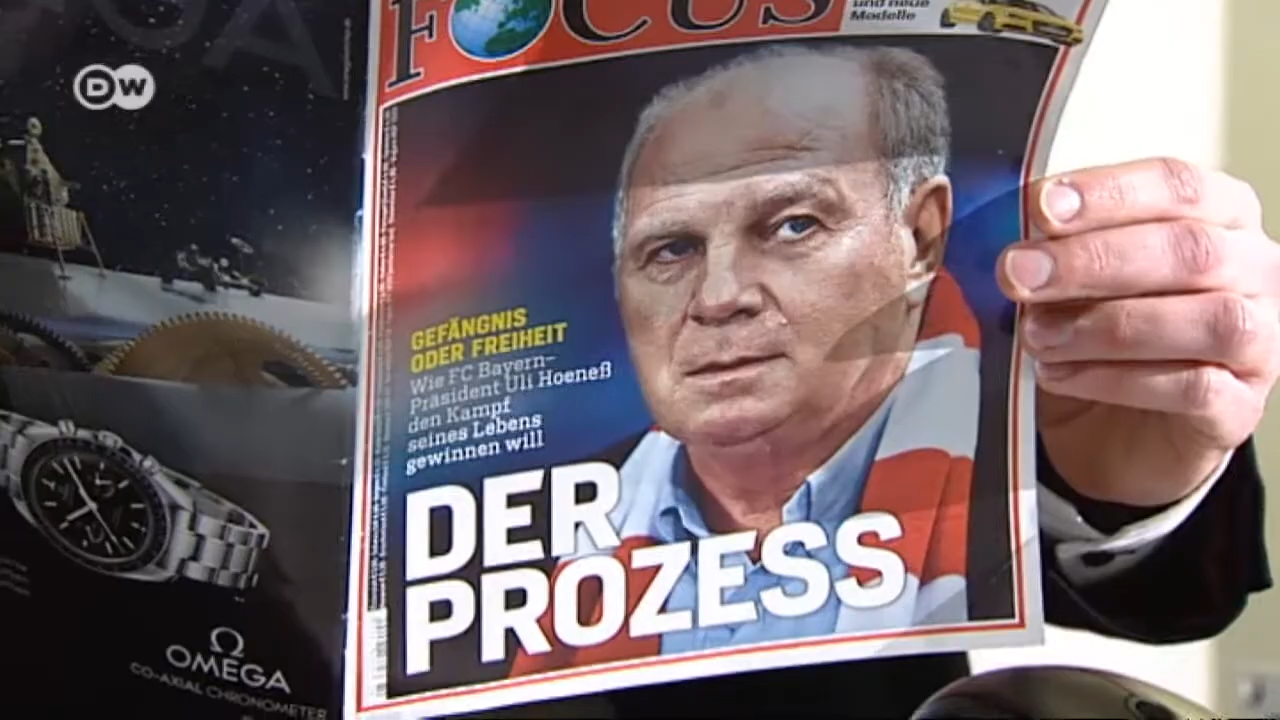 DW
FOCUS
und neue
Modelle
GEFÄNGNIS
ODER FREIHEIT
Wie FC Bayern-
Präsident Uli Hoeneß
den Kampf
seines Lebens
gewinnen will
DER
PROZESS
Ω
OMEGA
CO-AXIAL CHRONOMETER